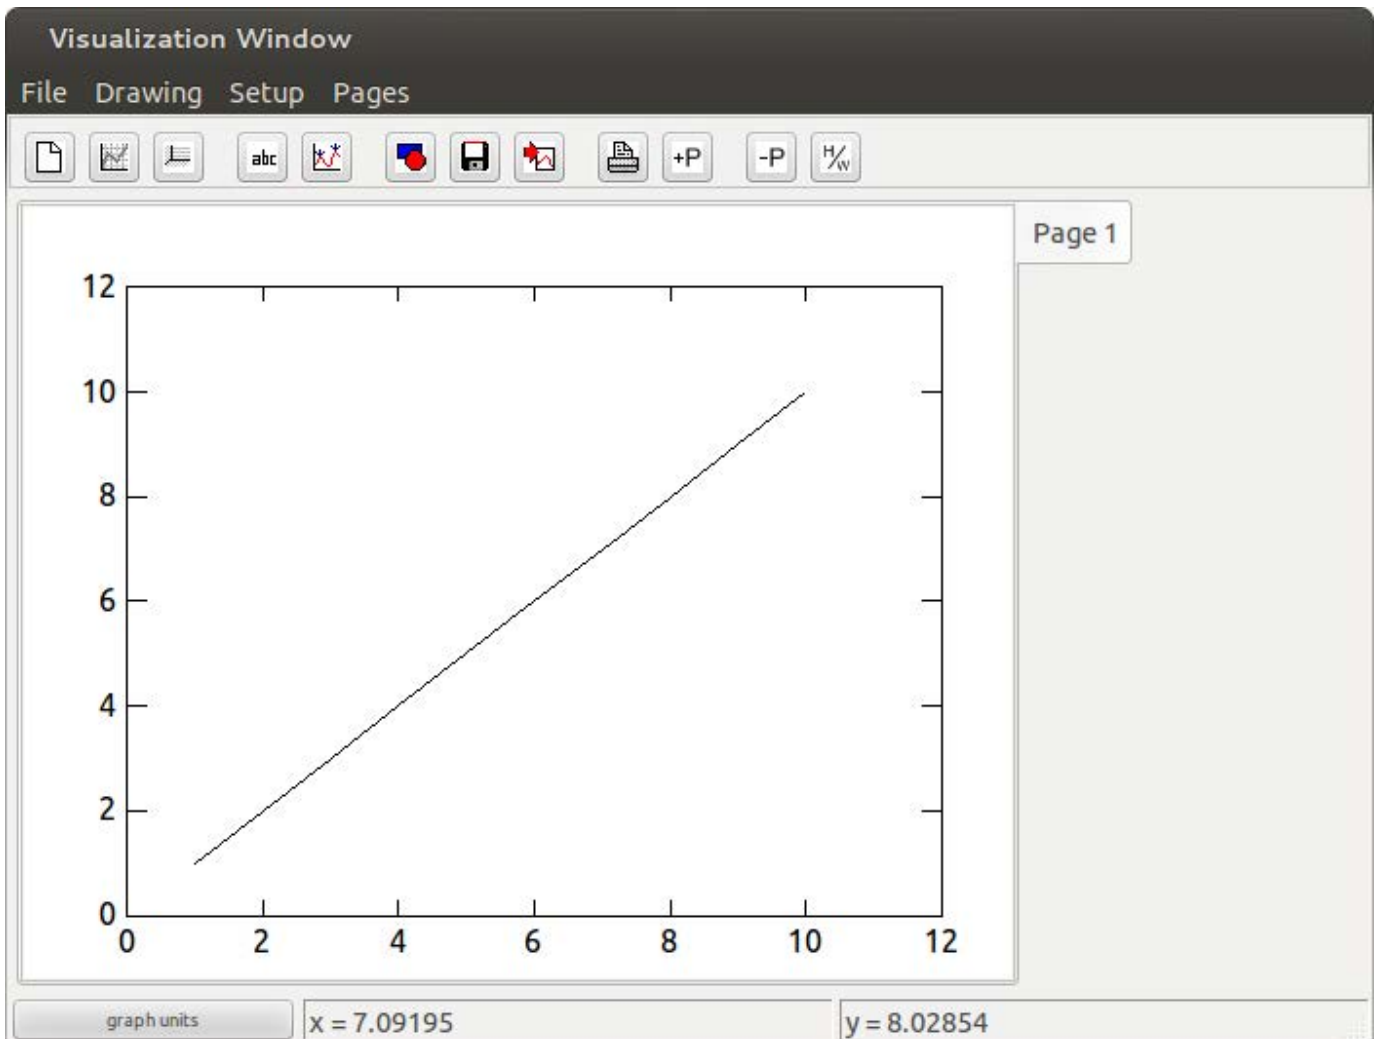 Visualization Window
File Drawing Setup Pages
abc +P -P H/W
Page 1
12
10
8
6
4
2
0
0 2 4 6 8 10 12
graph units x = 7.09195 y = 8.02854